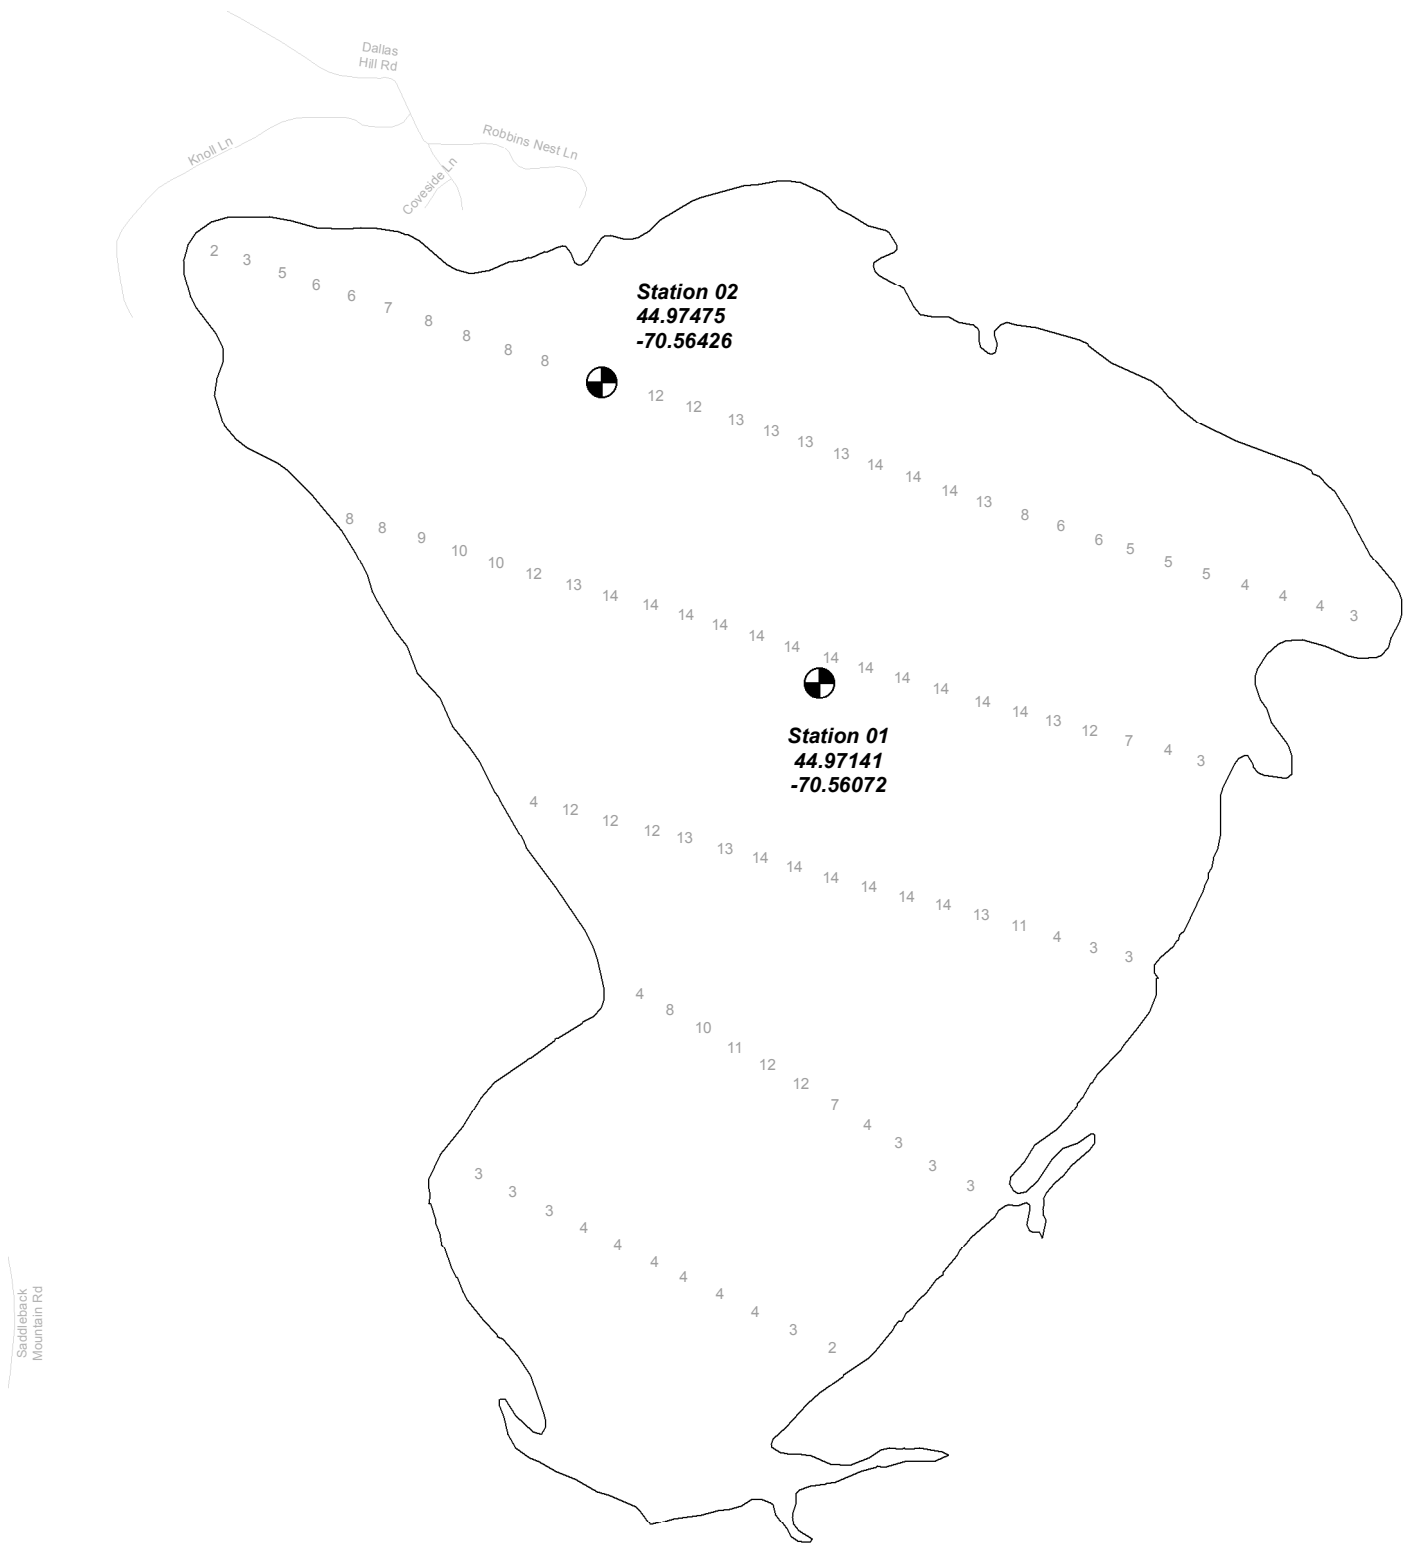 Dallas
Hill Rd
Knoll Ln
Robbins Nest Ln
Coveside Ln
2 3 5 6 6 7 8 8 8 8
Station 02
44.97475
-70.56426
12 12 13 13 13 13 14 14 14 13 8 6 6 5 5 5 4 4 4 3
8 8 9 10 10 12 13 14 14 14 14 14 14 14 14 14 14 14 14 13 12 7 4 3
Station 01
44.97141
-70.56072
4 12 12 12 13 13 14 14 14 14 14 14 13 11 4 3 3
4 8 10 11 12 12 7 4 3 3 3
3 3 3 4 4 4 4 4 4 3 2
Saddleback
Mountain Rd